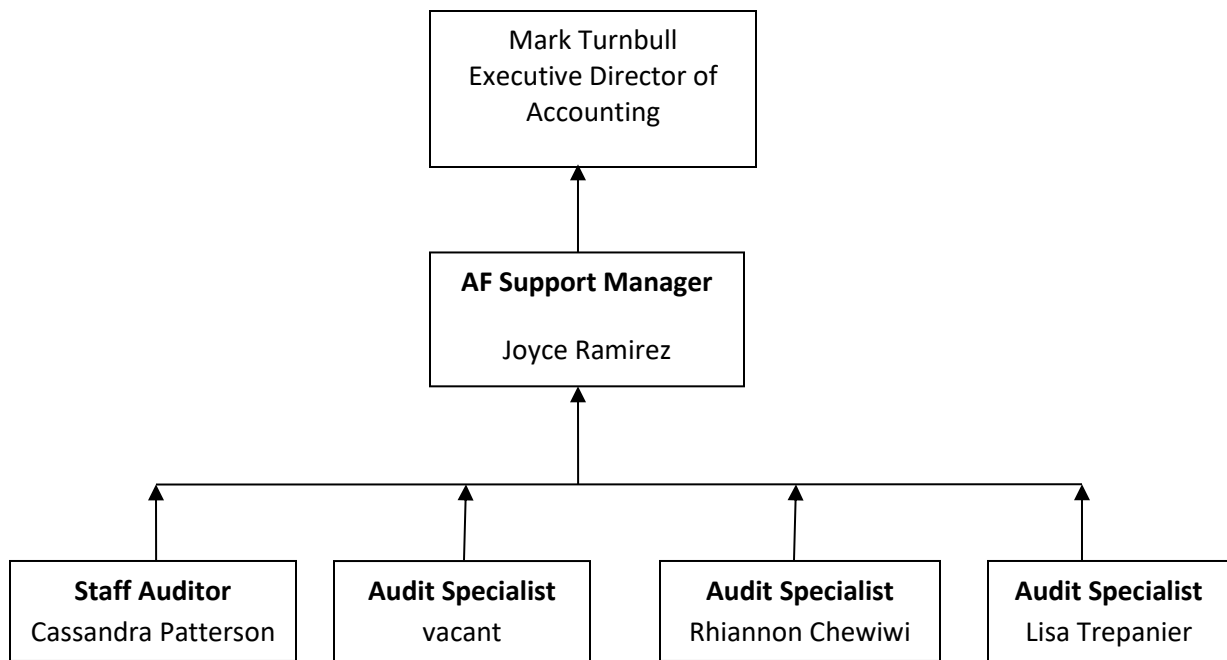 Mark Turnbull
Executive Director of
Accounting
AF Support Manager
Joyce Ramirez
Staff Auditor
Cassandra Patterson
Audit Specialist
vacant
Audit Specialist
Rhiannon Chewiwi
Audit Specialist
Lisa Trepanier